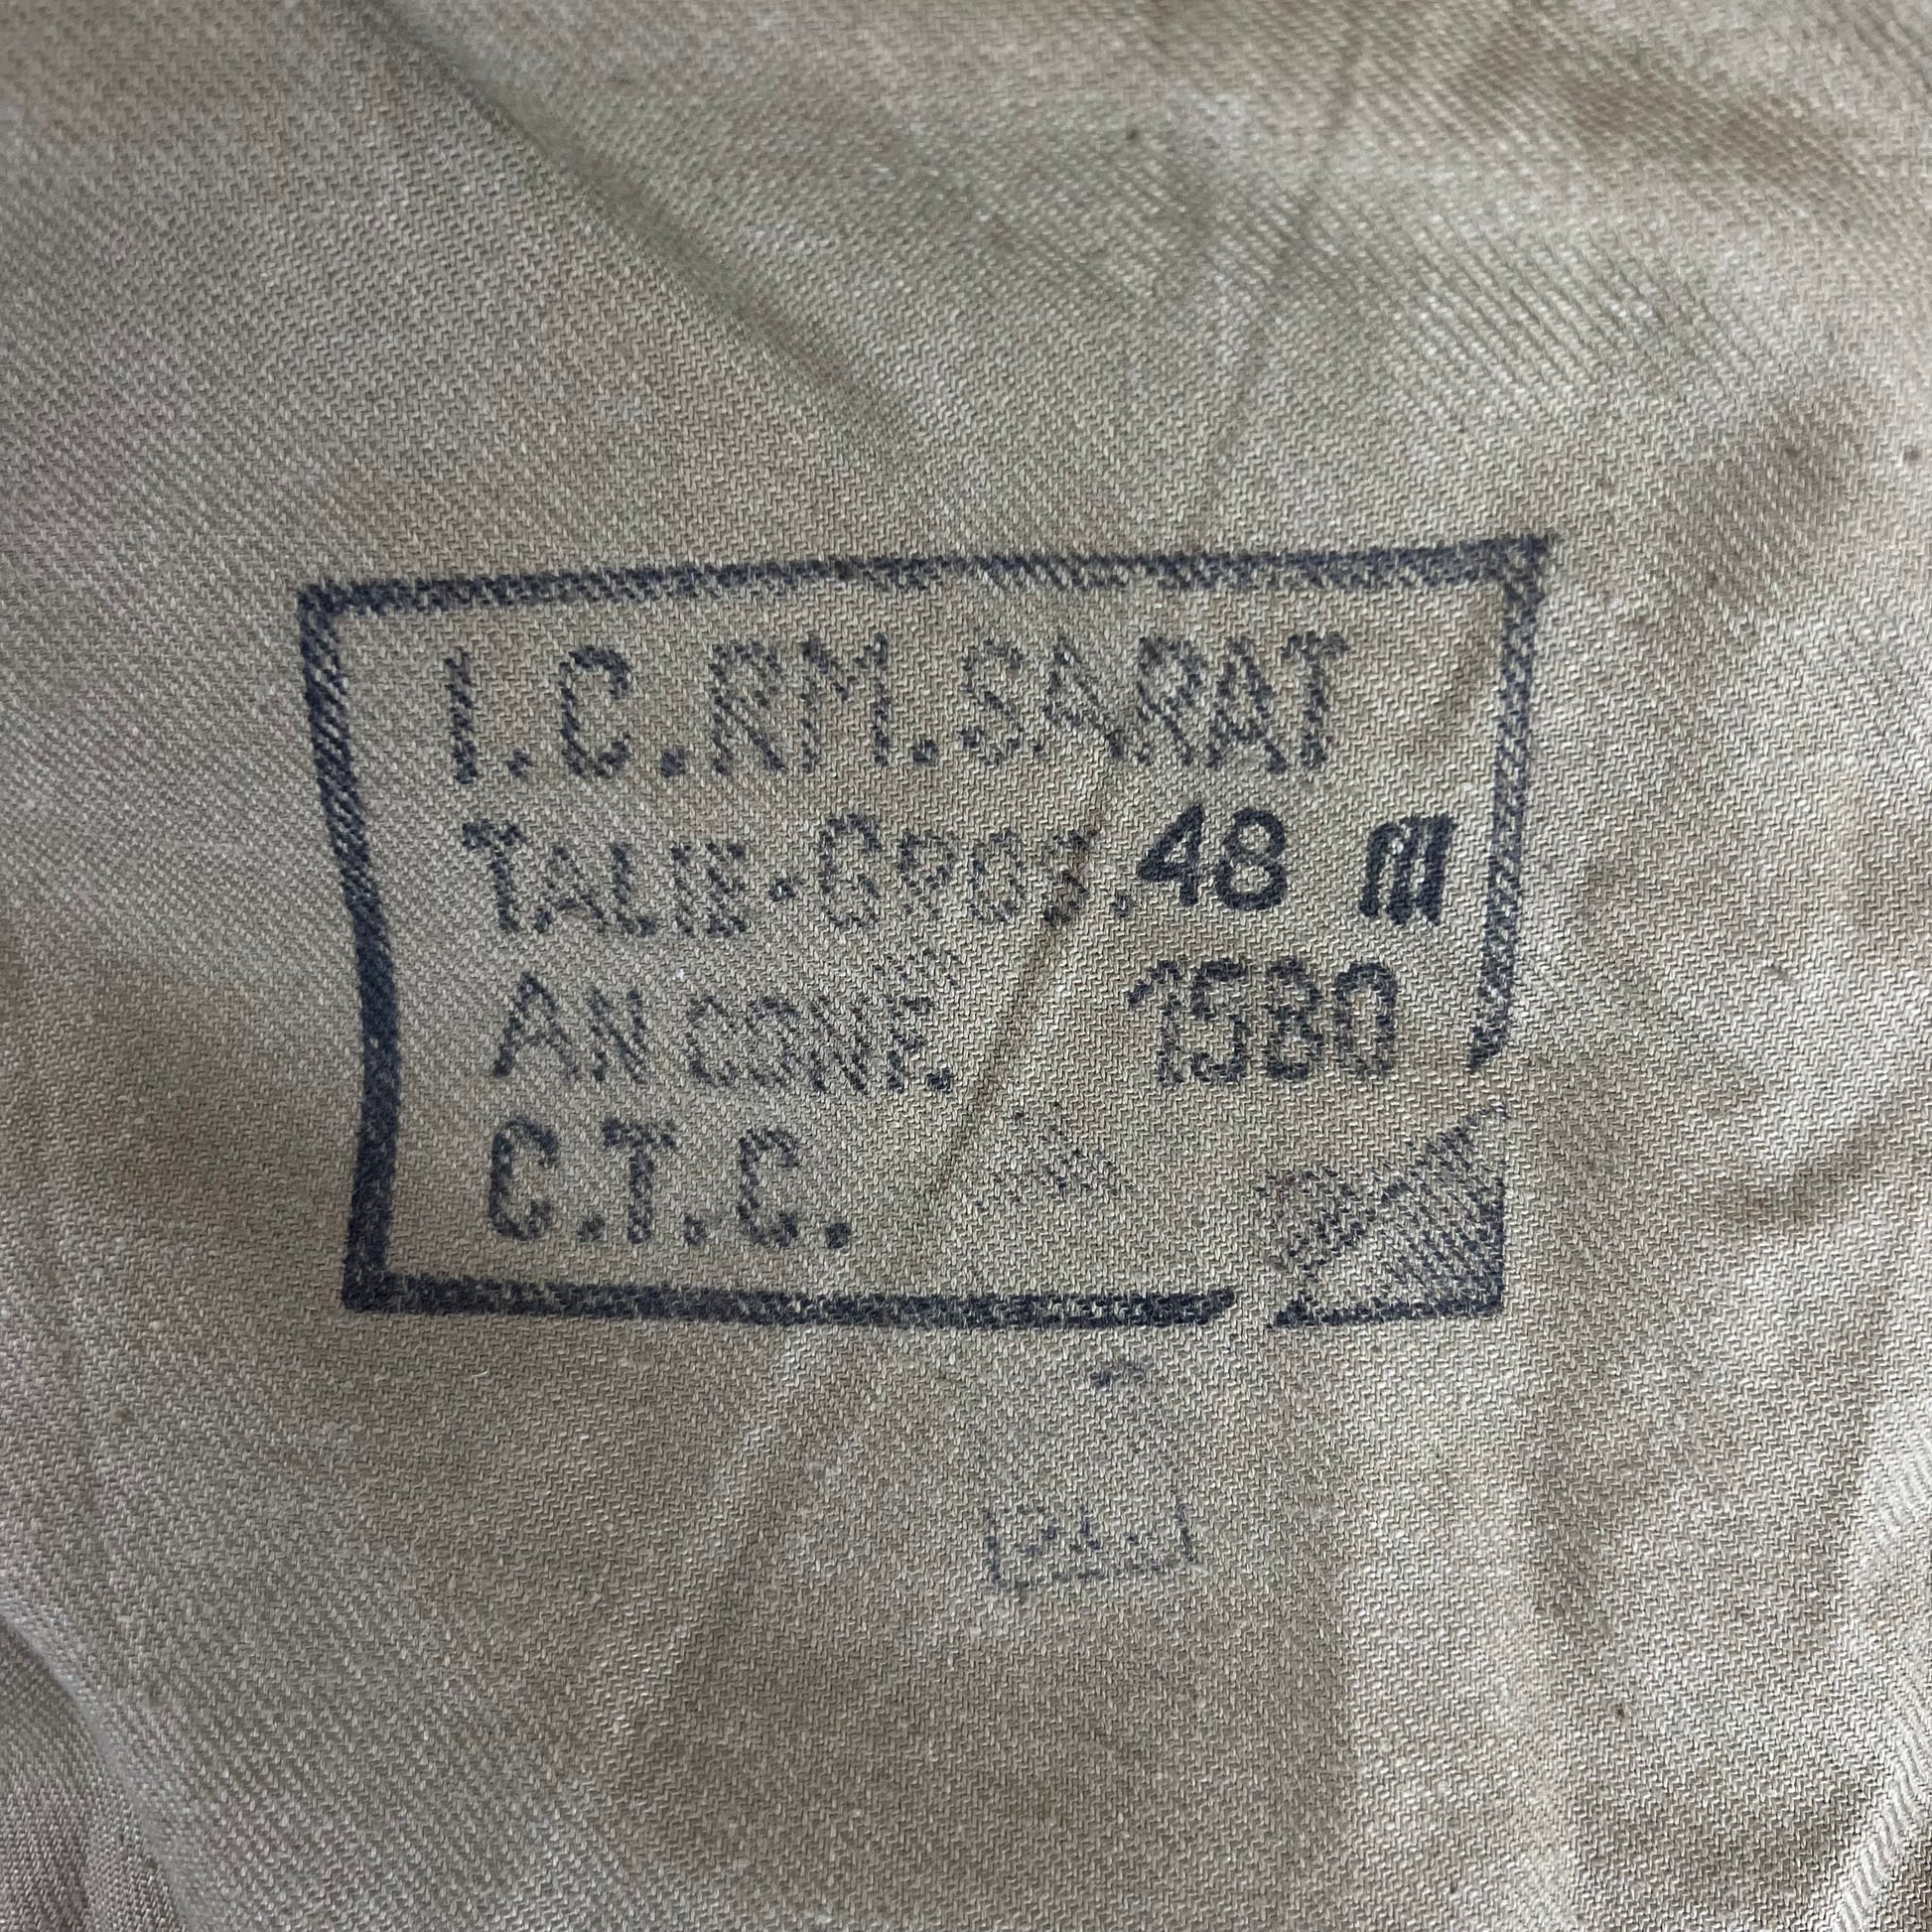 I.C.RM.SARAT
TALIE-GROS. 48 III
AN CONF. 1980
C.T.C.